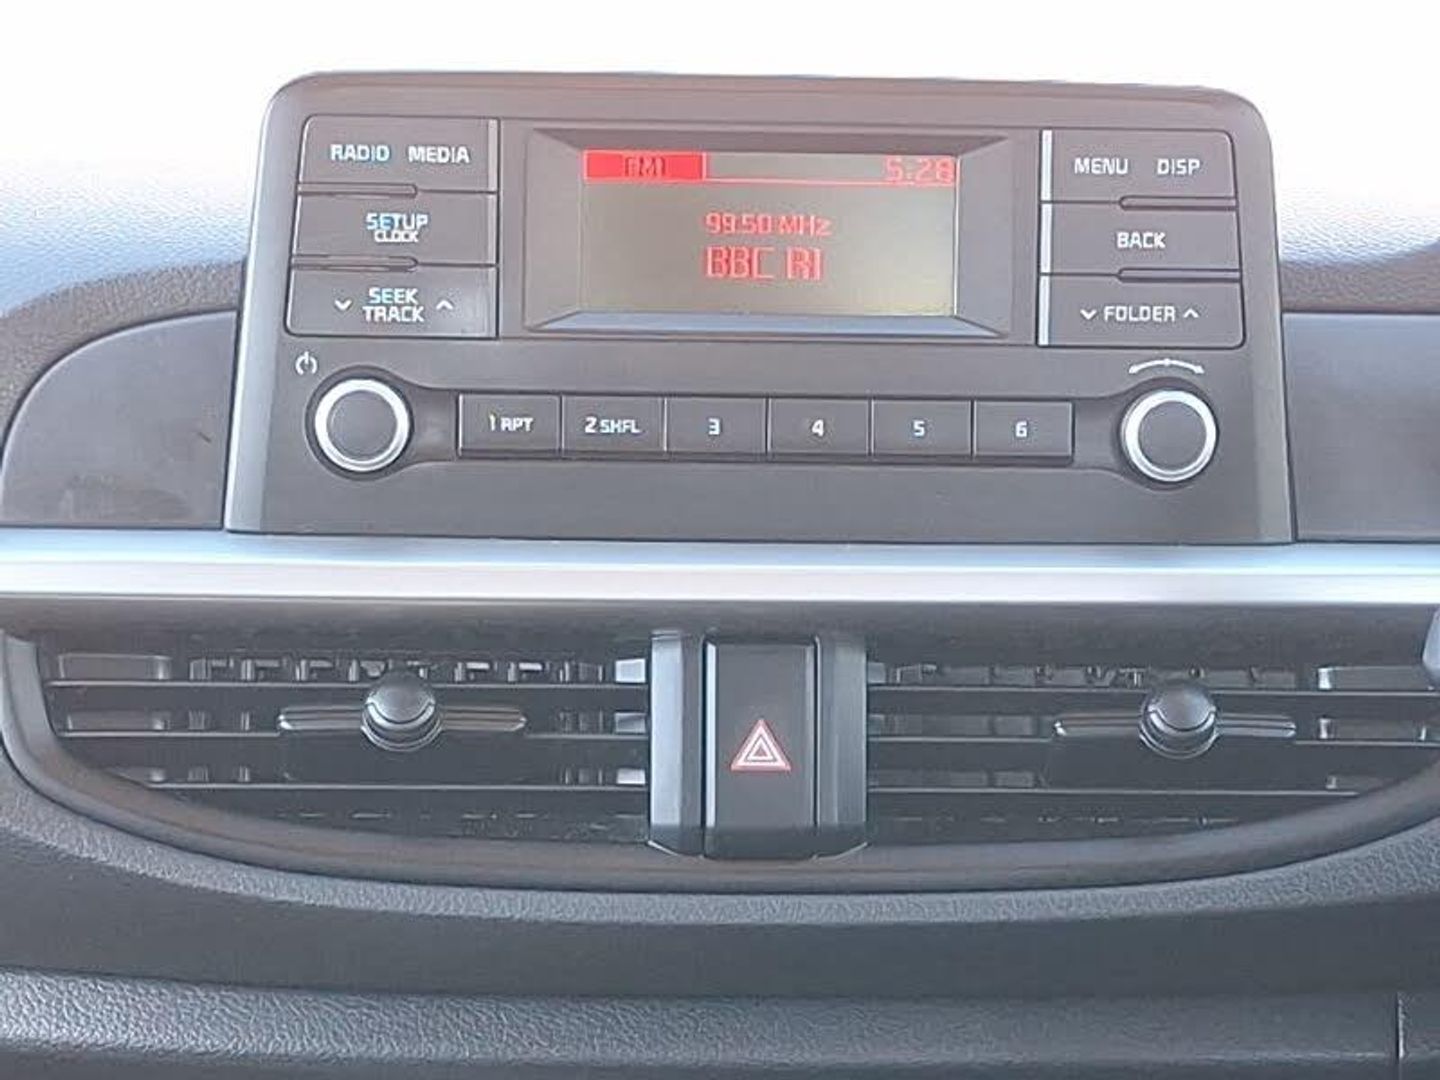 RADIO MEDIA
SETUP
CLOCK
SEEK
TRACK
FM1 5:28
99.50 MHz
BBC R1
MENU DISP
BACK
FOLDER
1 RPT 2 SHFL 3 4 5 6